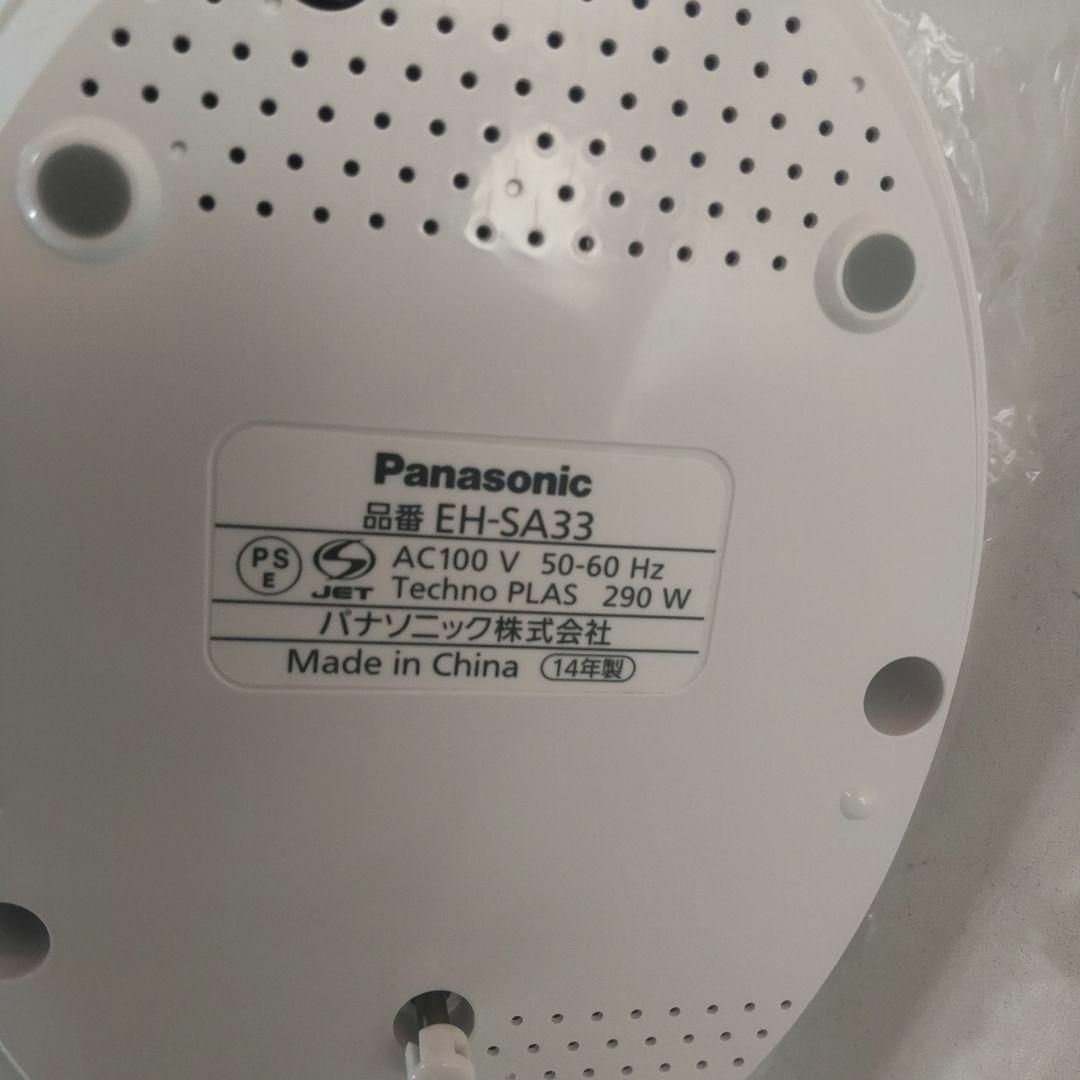 Panasonic
品番 EH-SA33
PS
E
JET
AC100 V 50-60 Hz
Techno PLAS 290 W
パナソニック株式会社
Made in China 14年製